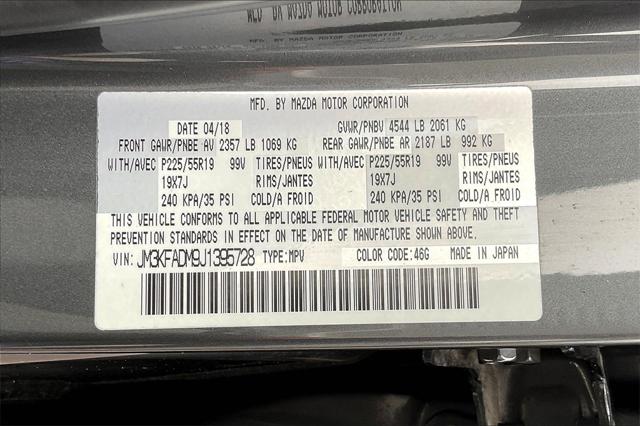 MFD. BY MAZDA MOTOR CORPORATION
DATE 04/18 GVWR/PNBV 4544 LB 2061 KG
FRONT GAWR/PNBE AV 2357 LB 1069 KG REAR GAWR/PNBE AR 2187 LB 992 KG
WITH/AVEC P225/55R19 99V TIRES/PNEUS WITH/AVEC P225/55R19 99V TIRES/PNEUS
19X7J RIMS/JANTES 19X7J RIMS/JANTES
240 KPA/35 PSI COLD/A FROID 240 KPA/35 PSI COLD/A FROID
THIS VEHICLE CONFORMS TO ALL APPLICABLE FEDERAL MOTOR VEHICLE SAFETY AND THEFT
PREVENTION STANDARDS IN EFFECT ON THE DATE OF MANUFACTURE SHOWN ABOVE.
VIN: JM3KFADM9J1395728 TYPE:MPV COLOR CODE:46G MADE IN JAPAN